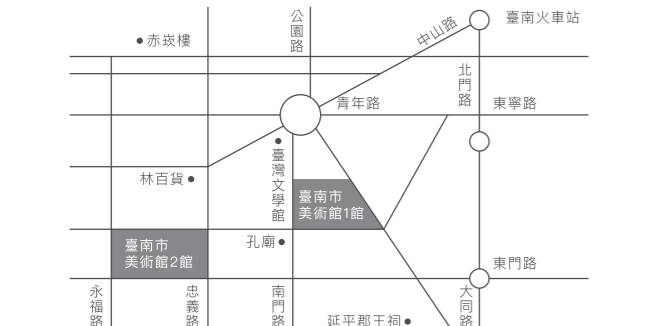 公園路
中山路
臺南火車站
赤崁樓
北門路
青年路
東寧路
臺灣文學館
林百貨
臺南市
美術館1館
孔廟
臺南市
美術館2館
東門路
永福路
忠義路
南門路
延平郡王祠
大同路